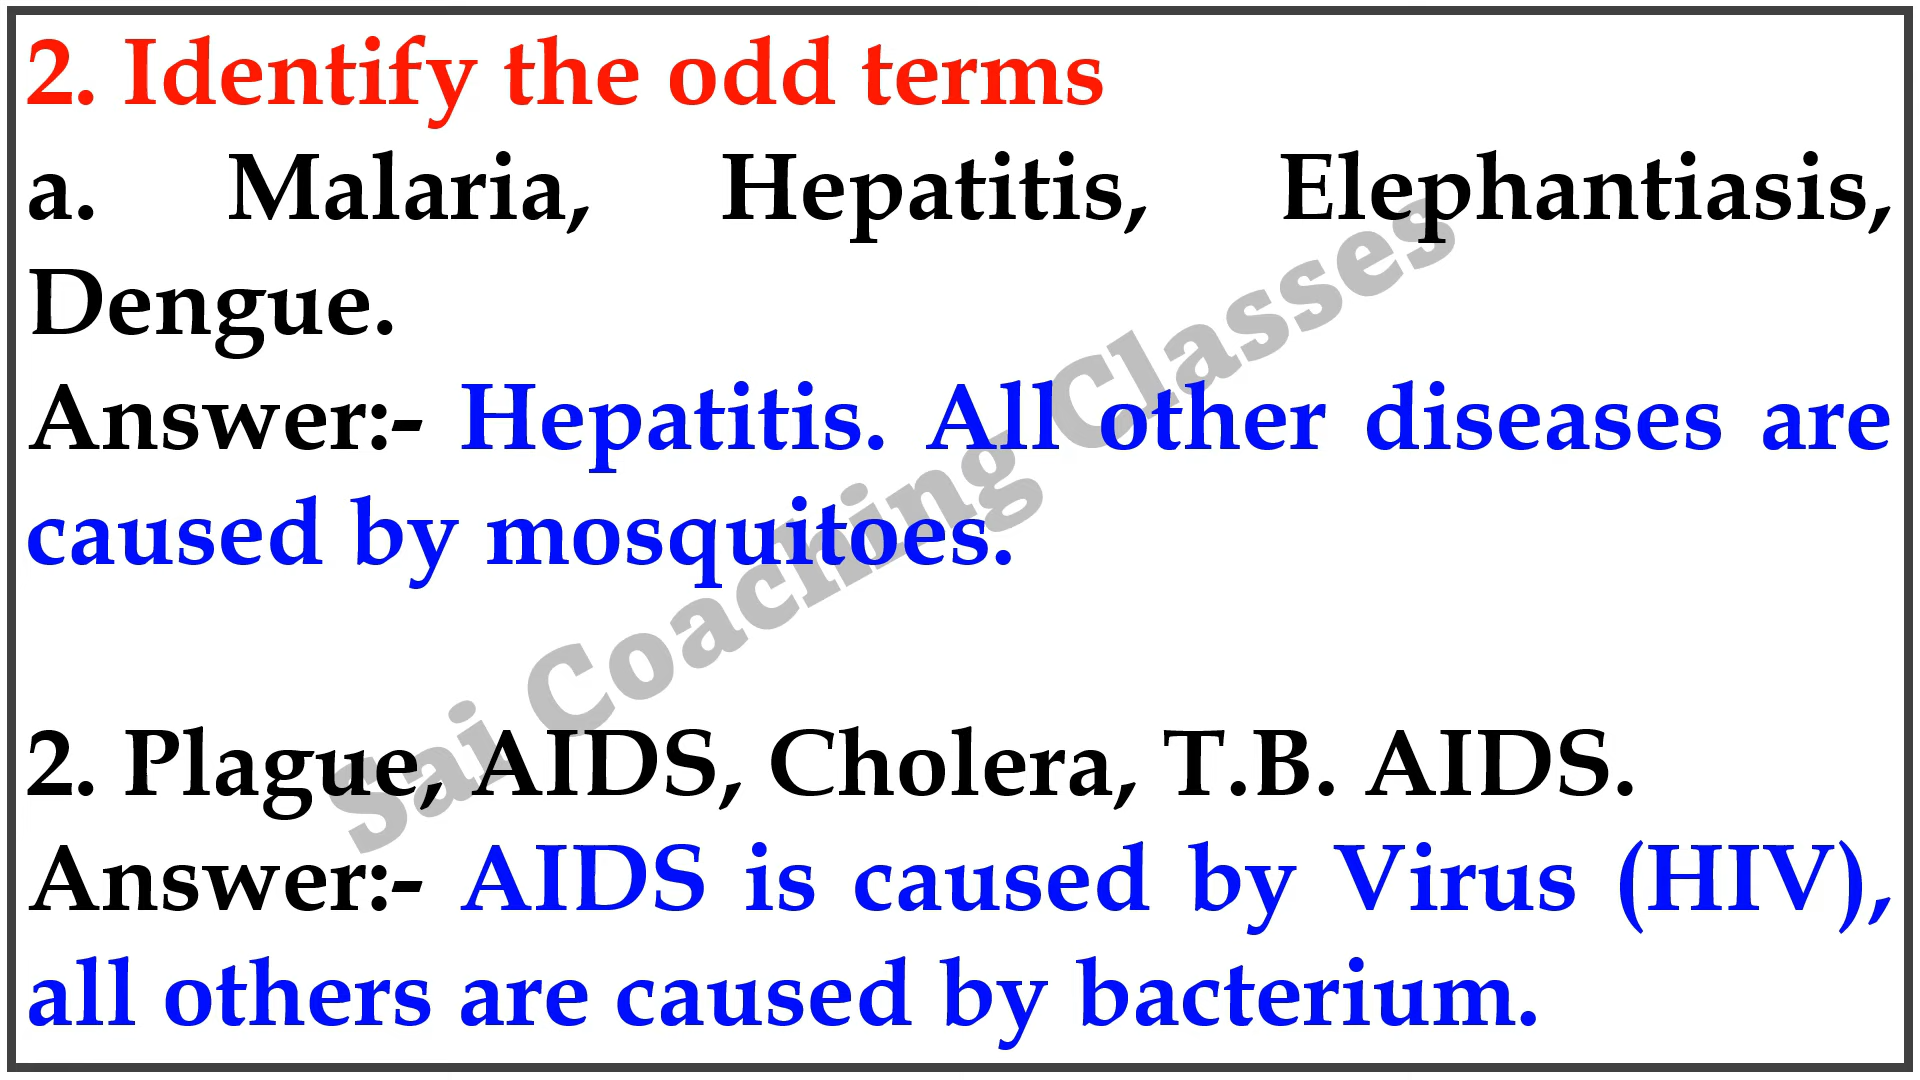 2. Identify the odd terms
a. Malaria, Hepatitis, Elephantiasis,
Dengue.
Answer:- Hepatitis. All other diseases are
caused by mosquitoes.
2. Plague, AIDS, Cholera, T.B. AIDS.
Answer:- AIDS is caused by Virus (HIV),
all others are caused by bacterium.
Sai Coaching Classes